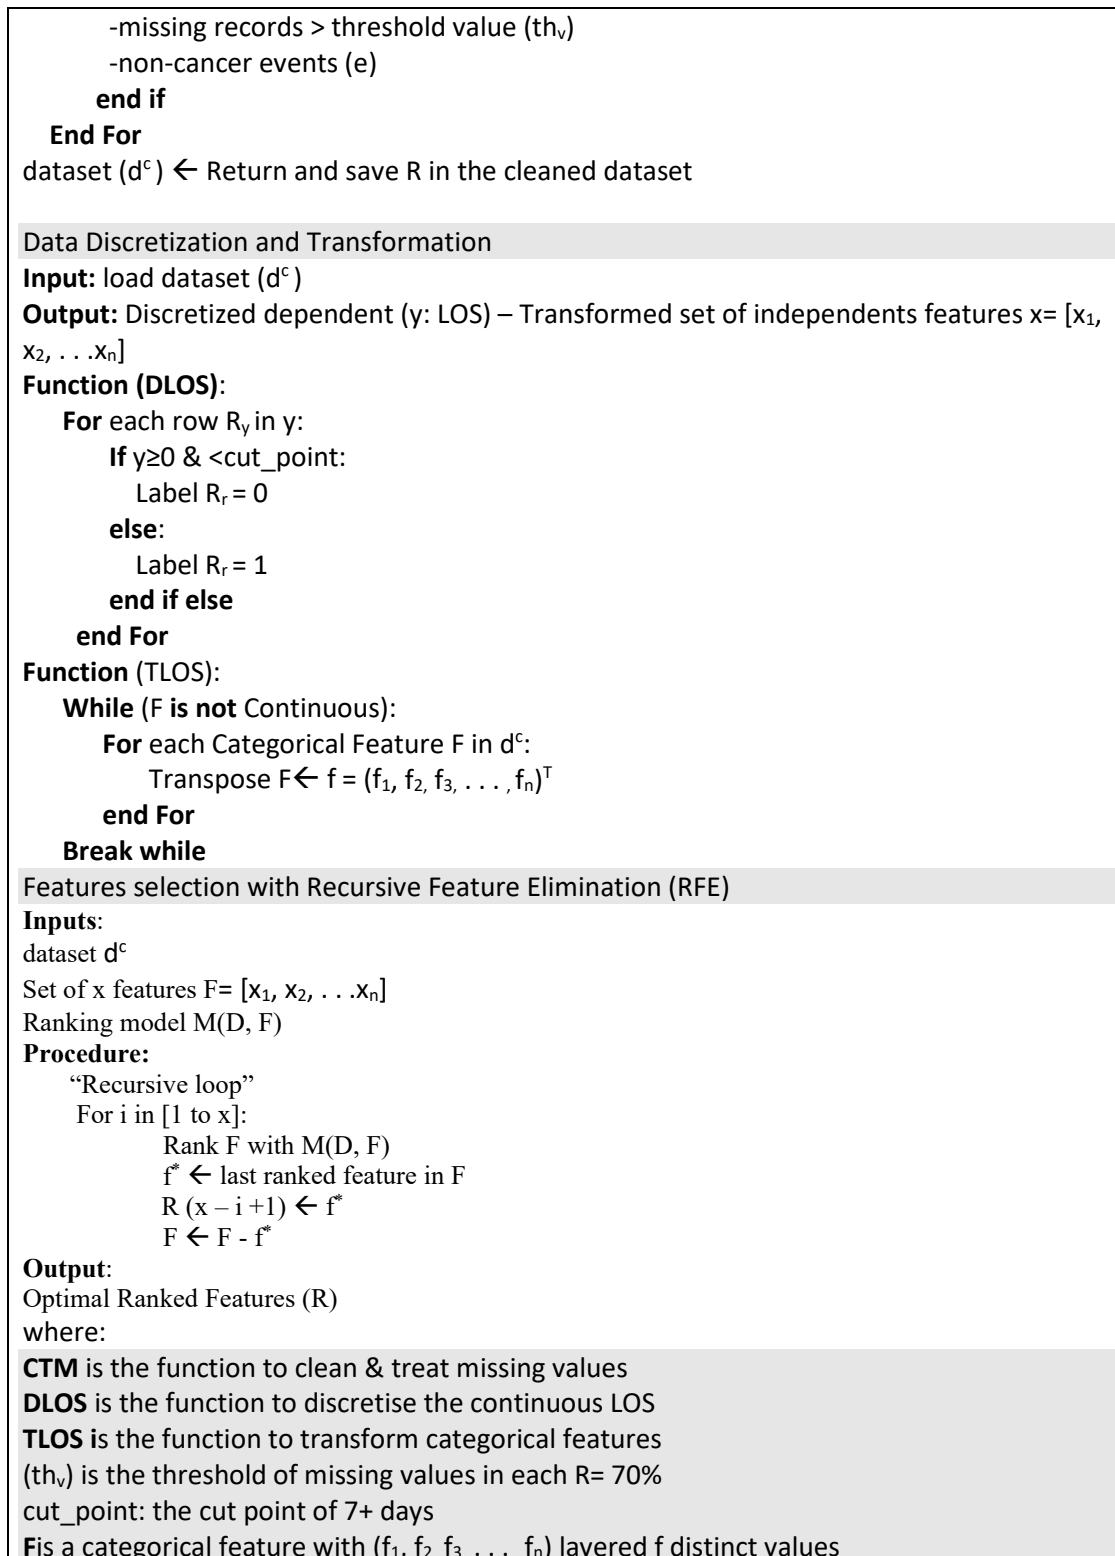 -missing records > threshold value (thᵥ)
-non-cancer events (e)
end if
End For
dataset (dᶜ) ← Return and save R in the cleaned dataset
Data Discretization and Transformation
Input: load dataset (dᶜ)
Output: Discretized dependent (y: LOS) – Transformed set of independents features x= [x₁,
x₂, . . .xₙ]
Function (DLOS):
For each row Rᵧ in y:
If y≥0 & <cut_point:
Label Rᵣ = 0
else:
Label Rᵣ = 1
end if else
end For
Function (TLOS):
While (F is not Continuous):
For each Categorical Feature F in dᶜ:
Transpose F← f = (f₁, f₂, f₃, . . . , fₙ)ᵀ
end For
Break while
Features selection with Recursive Feature Elimination (RFE)
Inputs:
dataset dᶜ
Set of x features F= [x₁, x₂, . . .xₙ]
Ranking model M(D, F)
Procedure:
“Recursive loop”
For i in [1 to x]:
Rank F with M(D, F)
f* ← last ranked feature in F
R (x – i +1) ← f*
F ← F - f*
Output:
Optimal Ranked Features (R)
where:
CTM is the function to clean & treat missing values
DLOS is the function to discretise the continuous LOS
TLOS is the function to transform categorical features
(thᵥ) is the threshold of missing values in each R= 70%
cut_point: the cut point of 7+ days
Fis a categorical feature with (f₁, f₂, f₃, . . . , fₙ) layered f distinct values